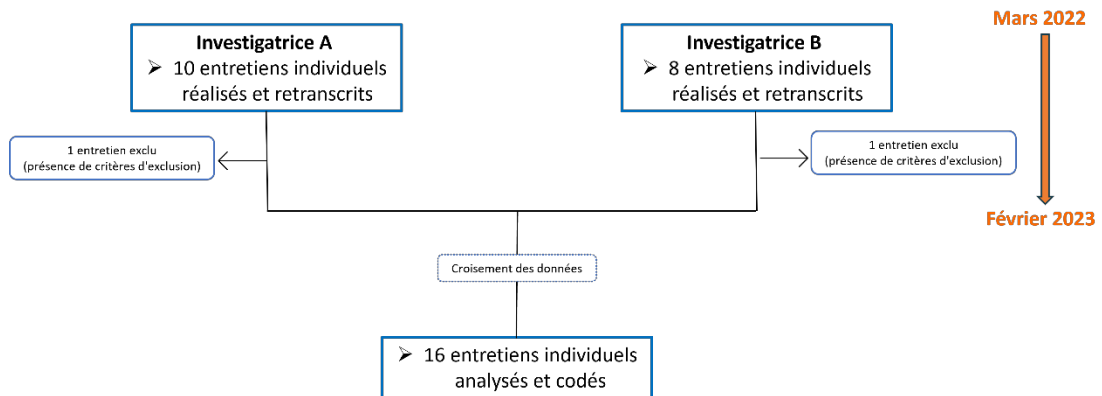 Investigatrice A
➢ 10 entretiens individuels
réalisés et retranscrits
Investigatrice B
➢ 8 entretiens individuels
réalisés et retranscrits
Mars 2022
1 entretien exclu
(présence de critères d'exclusion)
1 entretien exclu
(présence de critères d'exclusion)
Février 2023
Croisement des données
➢ 16 entretiens individuels
analysés et codés